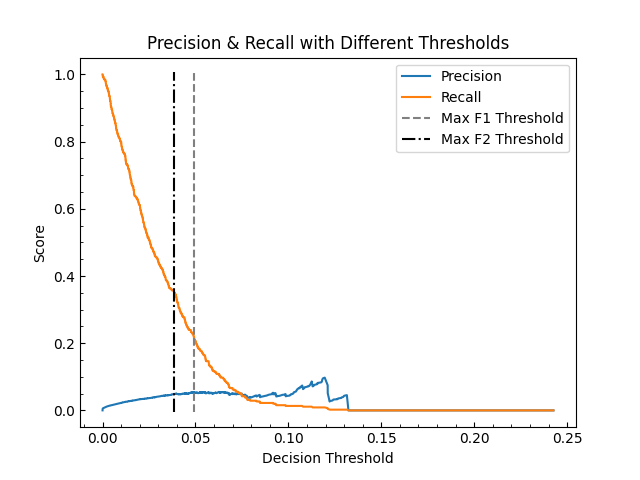 Precision & Recall with Different Thresholds
Precision
Recall
Max F1 Threshold
Max F2 Threshold
Score
1.0
0.8
0.6
0.4
0.2
0.0
0.00 0.05 0.10 0.15 0.20 0.25
Decision Threshold